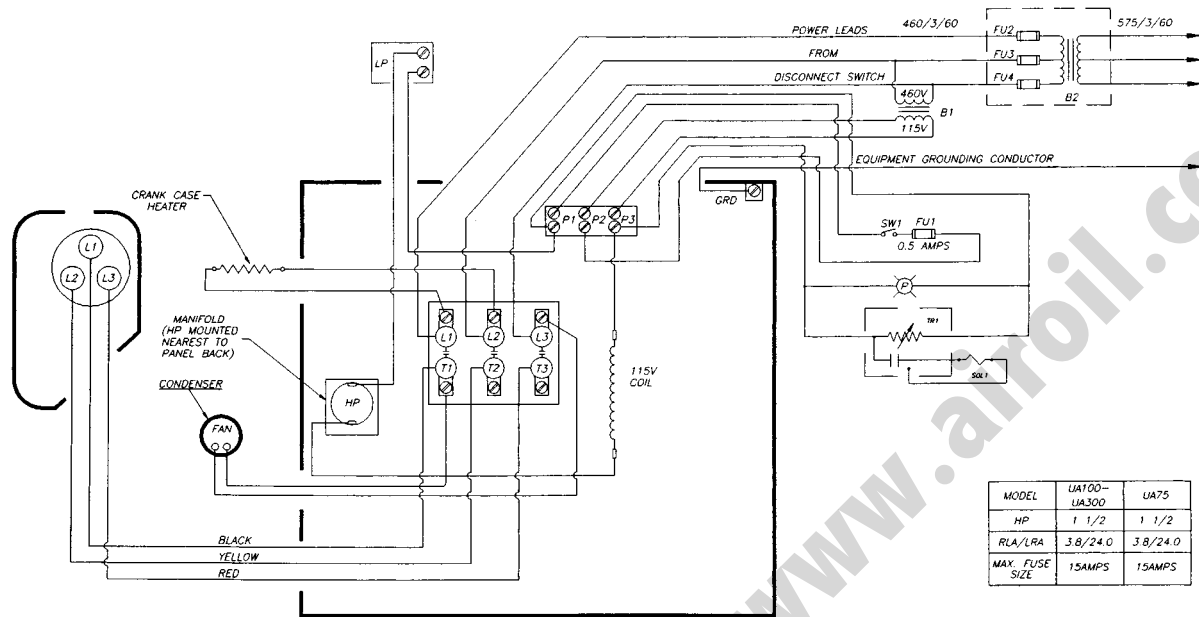 POWER LEADS
460/3/60
575/3/60
FU2
FROM
FU3
DISCONNECT SWITCH
FU4
B2
LP
460V
B1
115V
EQUIPMENT GROUNDING CONDUCTOR
GRD
CRANK CASE
HEATER
P1 P2 P3
SW1
FU1
0.5 AMPS
L1
L2
L3
P
MANIFOLD
(HP MOUNTED
NEAREST TO
PANEL BACK)
L1
L2
L3
TR1
T1
T2
T3
115V
COIL
SOL1
CONDENSER
HP
FAN
BLACK
YELLOW
RED
MODEL UA100-UA300 UA75
HP 1 1/2 1 1/2
RLA/LRA 3.8/24.0 3.8/24.0
MAX. FUSE SIZE 15AMPS 15AMPS
www.airoil.co